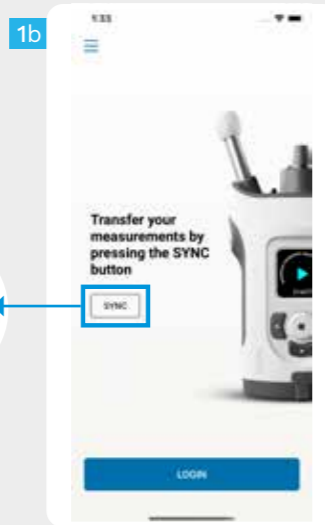 1b
1:33
Transfer your
measurements by
pressing the SYNC
button
SYNC
LOGIN